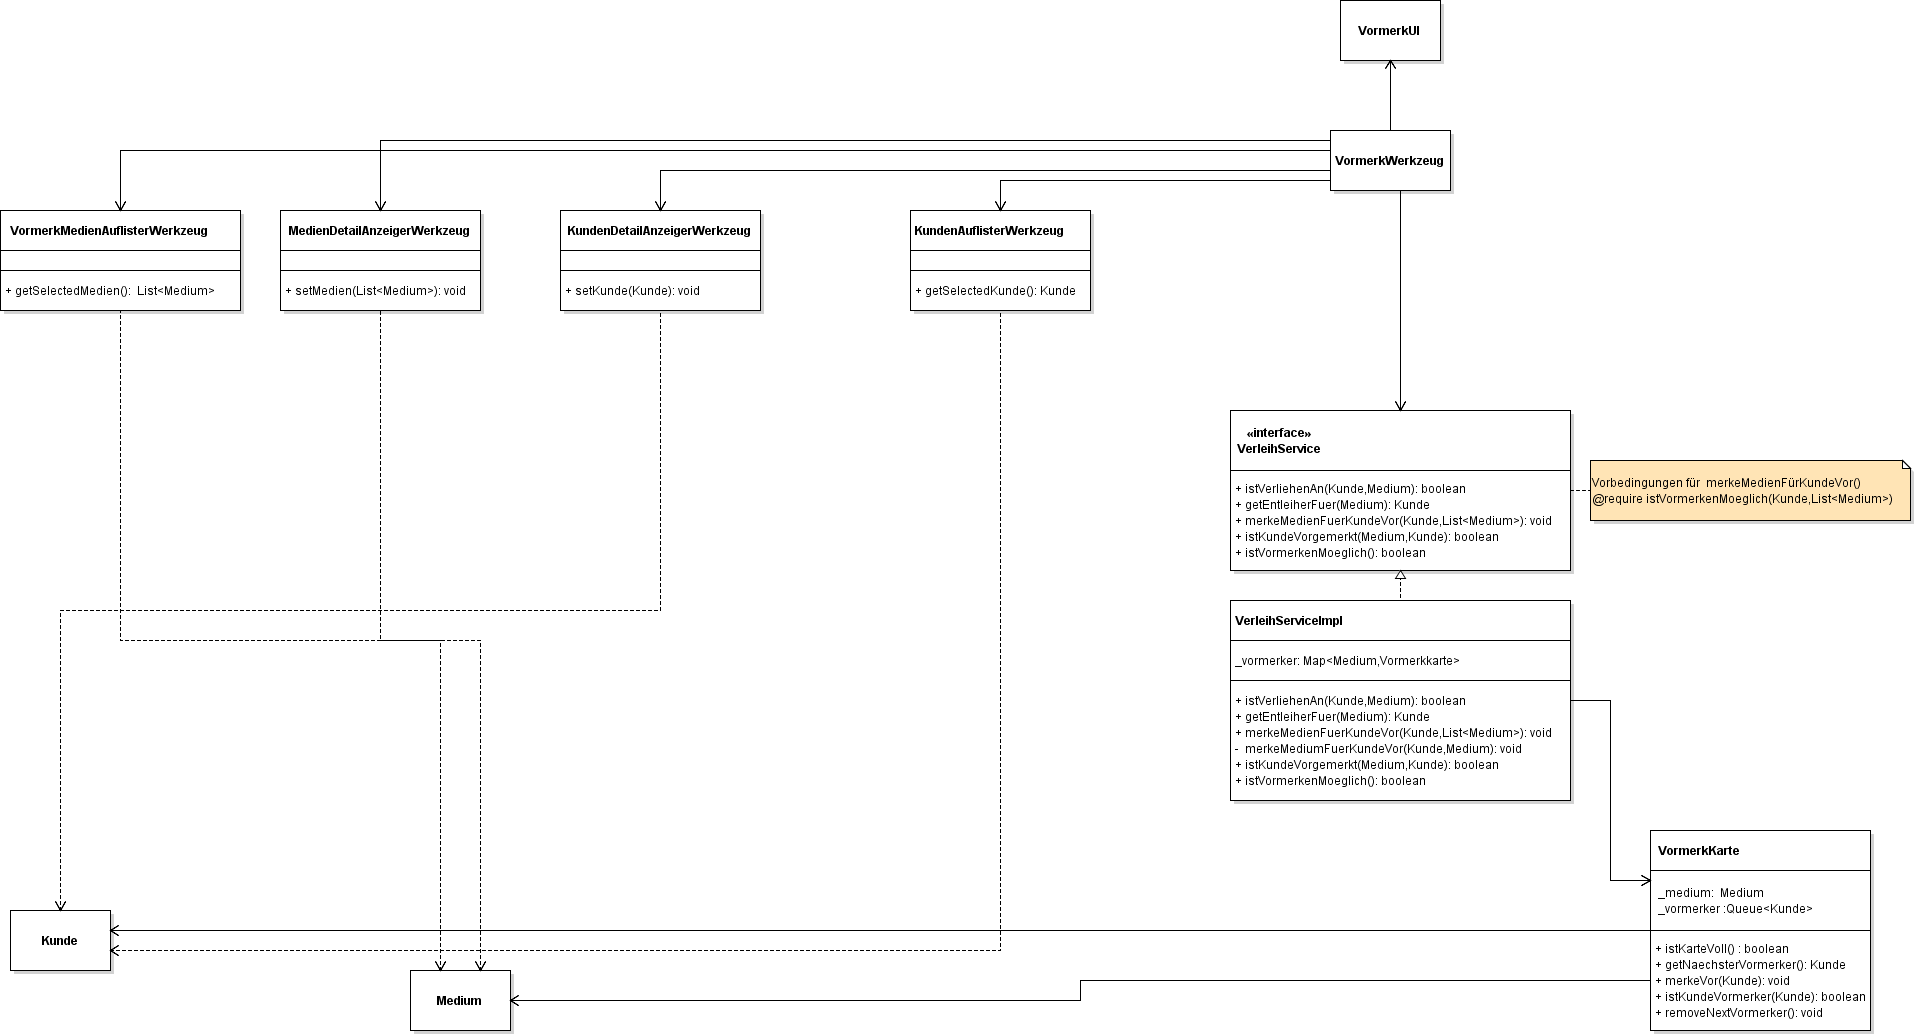 VormerkUI
VormerkWerkzeug
VormerkMedienAuflisterWerkzeug
+ getSelectedMedien(): List<Medium>
MedienDetailAnzeigerWerkzeug
+ setMedien(List<Medium>): void
KundenDetailAnzeigerWerkzeug
+ setKunde(Kunde): void
KundenAuflisterWerkzeug
+ getSelectedKunde(): Kunde
«interface»
VerleihService
+ istVerliehenAn(Kunde,Medium): boolean
+ getEntleiherFuer(Medium): Kunde
+ merkeMedienFuerKundeVor(Kunde,List<Medium>): void
+ istKundeVorgemerkt(Medium,Kunde): boolean
+ istVormerkenMoeglich(): boolean
Vorbedingungen für merkeMedienFürKundeVor()
@require istVormerkenMoeglich(Kunde,List<Medium>)
VerleihServiceImpl
_vormerker: Map<Medium,Vormerkkarte>
+ istVerliehenAn(Kunde,Medium): boolean
+ getEntleiherFuer(Medium): Kunde
+ merkeMedienFuerKundeVor(Kunde,List<Medium>): void
- merkeMediumFuerKundeVor(Kunde,Medium): void
+ istKundeVorgemerkt(Medium,Kunde): boolean
+ istVormerkenMoeglich(): boolean
VormerkKarte
_medium: Medium
_vormerker :Queue<Kunde>
+ istKarteVoll() : boolean
+ getNaechsterVormerker(): Kunde
+ merkeVor(Kunde): void
+ istKundeVormerker(Kunde): boolean
+ removeNextVormerker(): void
Kunde
Medium